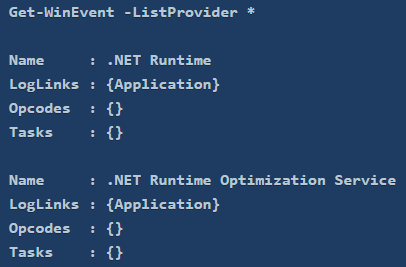 Get-WinEvent -ListProvider *
Name     : .NET Runtime
LogLinks : {Application}
Opcodes  : {}
Tasks    : {}
Name     : .NET Runtime Optimization Service
LogLinks : {Application}
Opcodes  : {}
Tasks    : {}